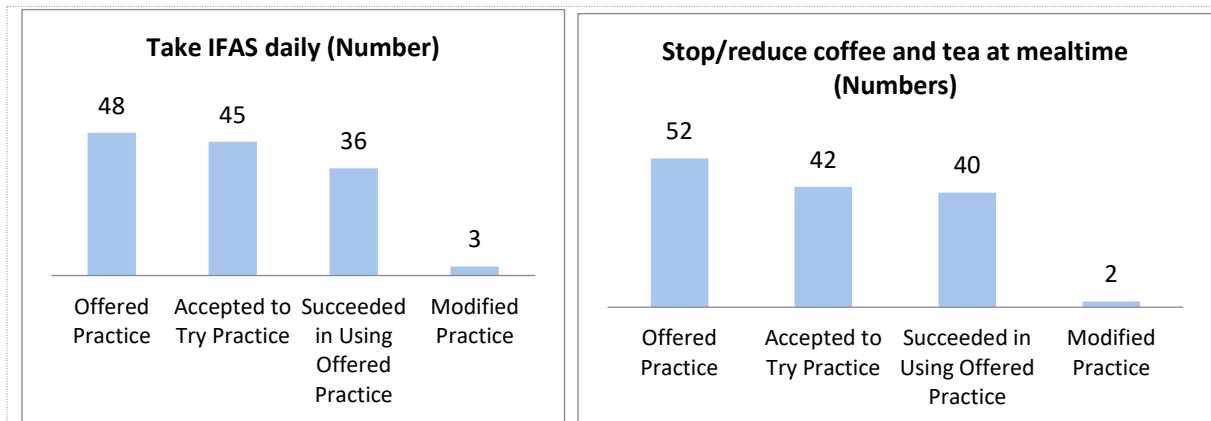 Take IFAS daily (Number)
48
45
36
3
Offered
Practice
Accepted to
Try Practice
Succeeded
in Using
Offered
Practice
Modified
Practice
Stop/reduce coffee and tea at mealtime
(Numbers)
52
42
40
2
Offered
Practice
Accepted to
Try Practice
Succeeded in
Using Offered
Practice
Modified
Practice